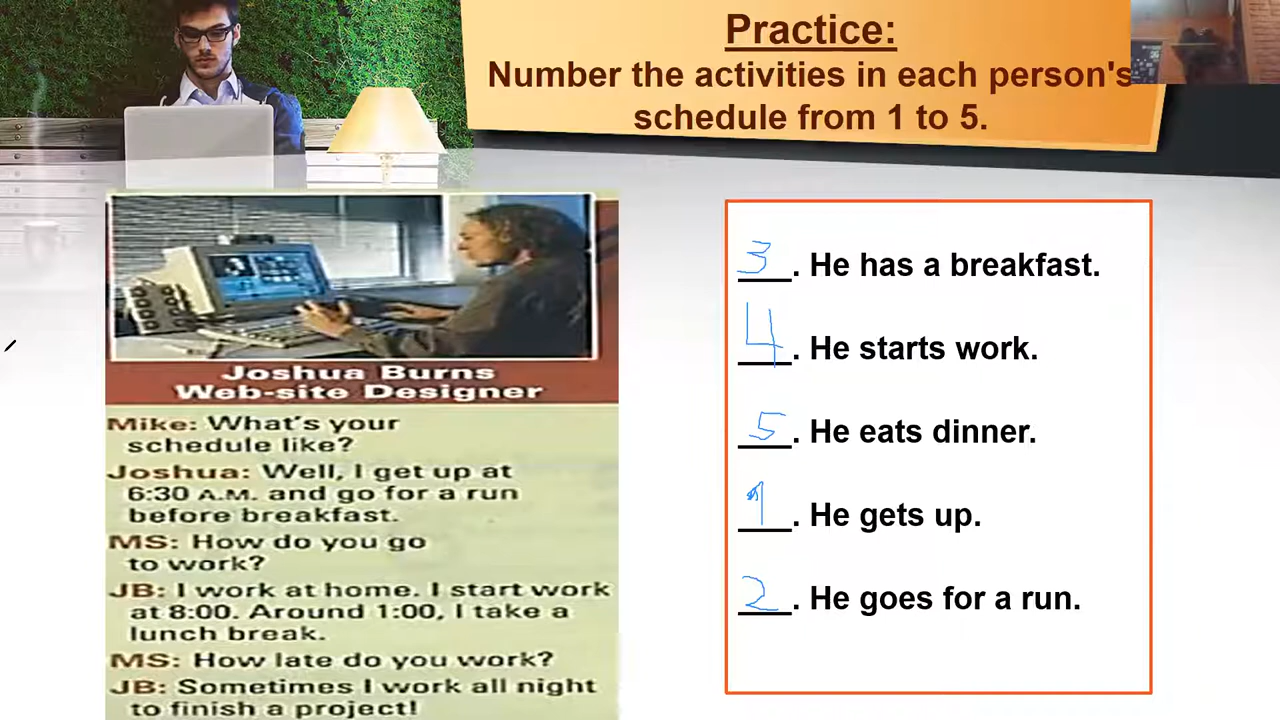 Practice:
Number the activities in each person's
schedule from 1 to 5.
Joshua Burns
Web-site Designer
Mike: What's your
schedule like?
Joshua: Well, I get up at
6:30 A.M. and go for a run
before breakfast.
MS: How do you go
to work?
JB: I work at home. I start work
at 8:00. Around 1:00, I take a
lunch break.
MS: How late do you work?
JB: Sometimes I work all night
to finish a project!
3. He has a breakfast.
4. He starts work.
5. He eats dinner.
1. He gets up.
2. He goes for a run.